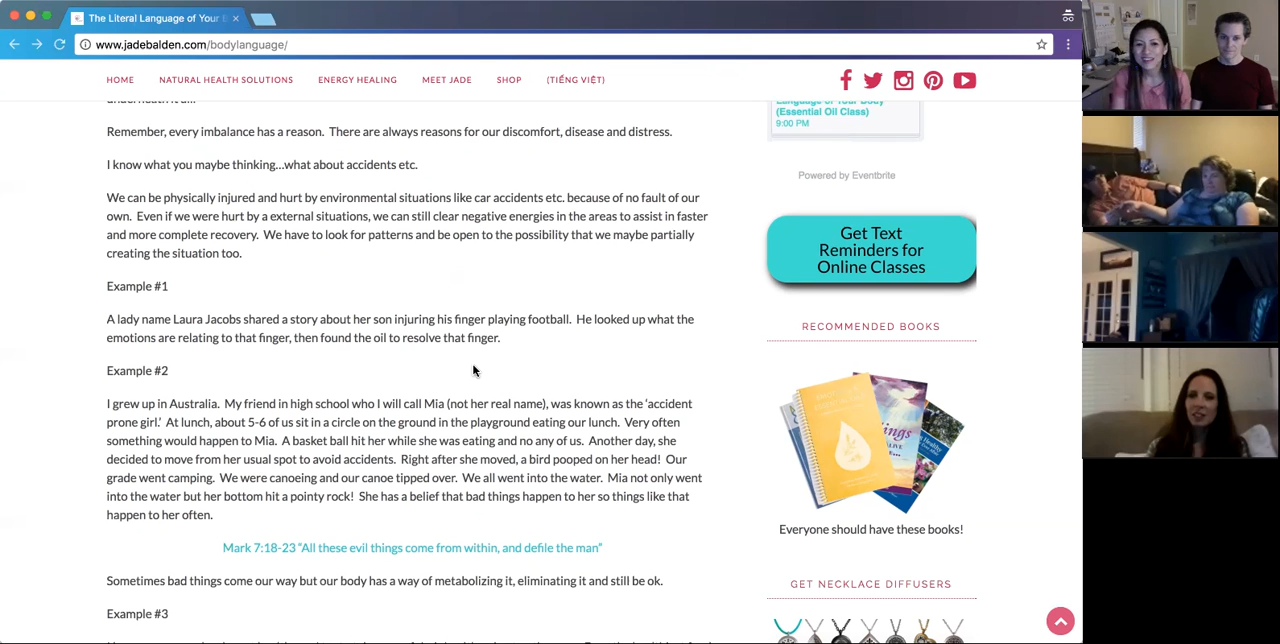 The Literal Language of Your B
www.jadebalden.com/bodylanguage/
HOME NATURAL HEALTH SOLUTIONS ENERGY HEALING MEET JADE SHOP (TIẾNG VIỆT)
underneath it all…
Remember, every imbalance has a reason. There are always reasons for our discomfort, disease and distress.
I know what you maybe thinking…what about accidents etc.
We can be physically injured and hurt by environmental situations like car accidents etc. because of no fault of our
own. Even if we were hurt by a external situations, we can still clear negative energies in the areas to assist in faster
and more complete recovery. We have to look for patterns and be open to the possibility that we maybe partially
creating the situation too.
Example #1
A lady name Laura Jacobs shared a story about her son injuring his finger playing football. He looked up what the
emotions are relating to that finger, then found the oil to resolve that finger.
Example #2
I grew up in Australia. My friend in high school who I will call Mia (not her real name), was known as the ‘accident
prone girl.’ At lunch, about 5-6 of us sit in a circle on the ground in the playground eating our lunch. Very often
something would happen to Mia. A basket ball hit her while she was eating and no any of us. Another day, she
decided to move from her usual spot to avoid accidents. Right after she moved, a bird pooped on her head! Our
grade went camping. We were canoeing and our canoe tipped over. We all went into the water. Mia not only went
into the water but her bottom hit a pointy rock! She has a belief that bad things happen to her so things like that
happen to her often.
Mark 7:18-23 “All these evil things come from within, and defile the man”
Sometimes bad things come our way but our body has a way of metabolizing it, eliminating it and still be ok.
Example #3
Language of Your Body
(Essential Oil Class)
9:00 PM
Powered by Eventbrite
Get Text
Reminders for
Online Classes
RECOMMENDED BOOKS
Everyone should have these books!
GET NECKLACE DIFFUSERS